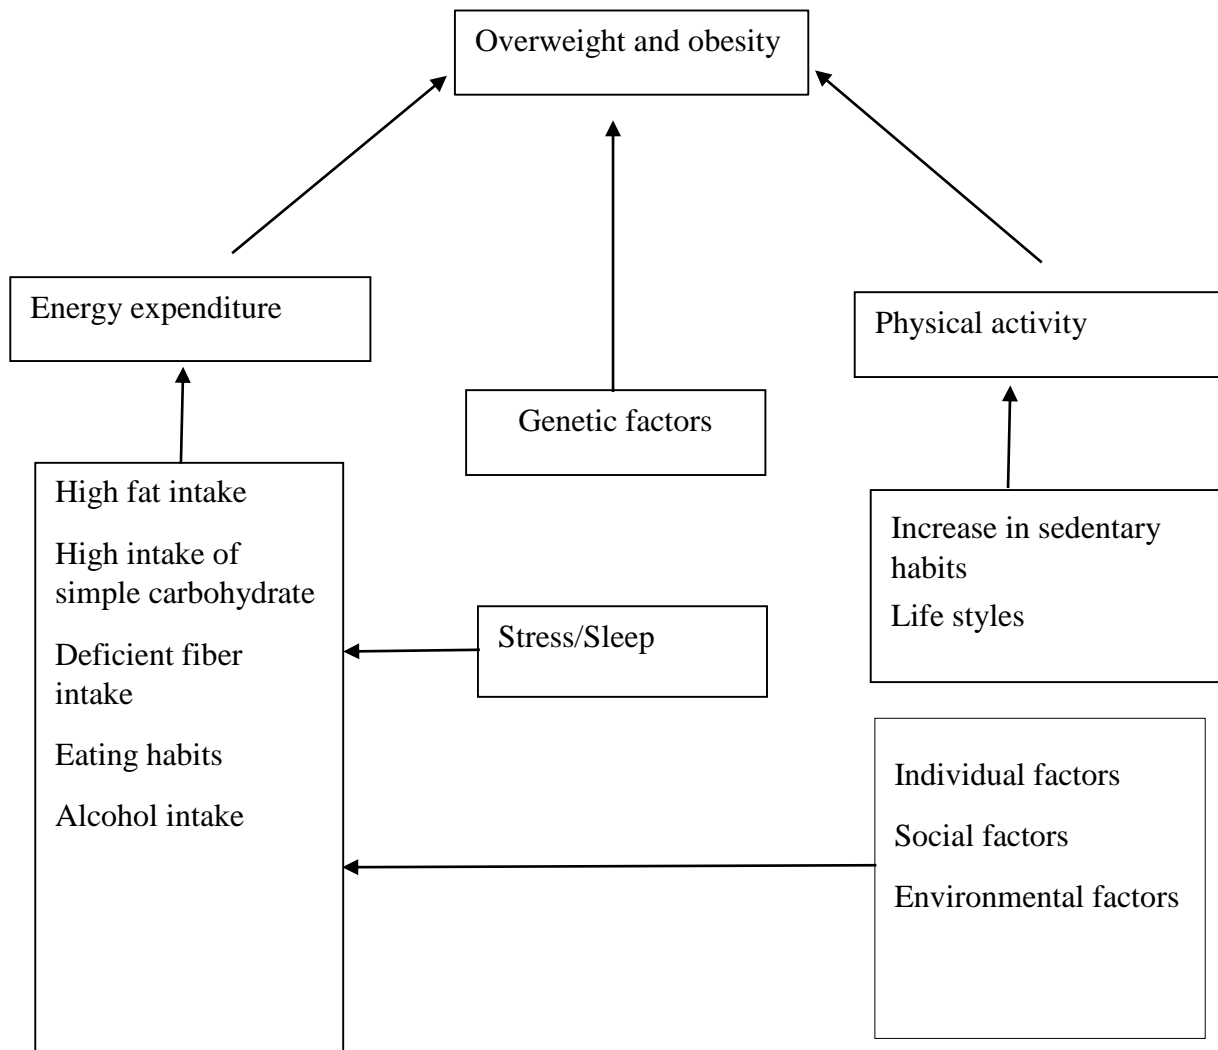 Overweight and obesity
Energy expenditure
Physical activity
Genetic factors
High fat intake
High intake of
simple carbohydrate
Deficient fiber
intake
Eating habits
Alcohol intake
Increase in sedentary
habits
Life styles
Stress/Sleep
Individual factors
Social factors
Environmental factors